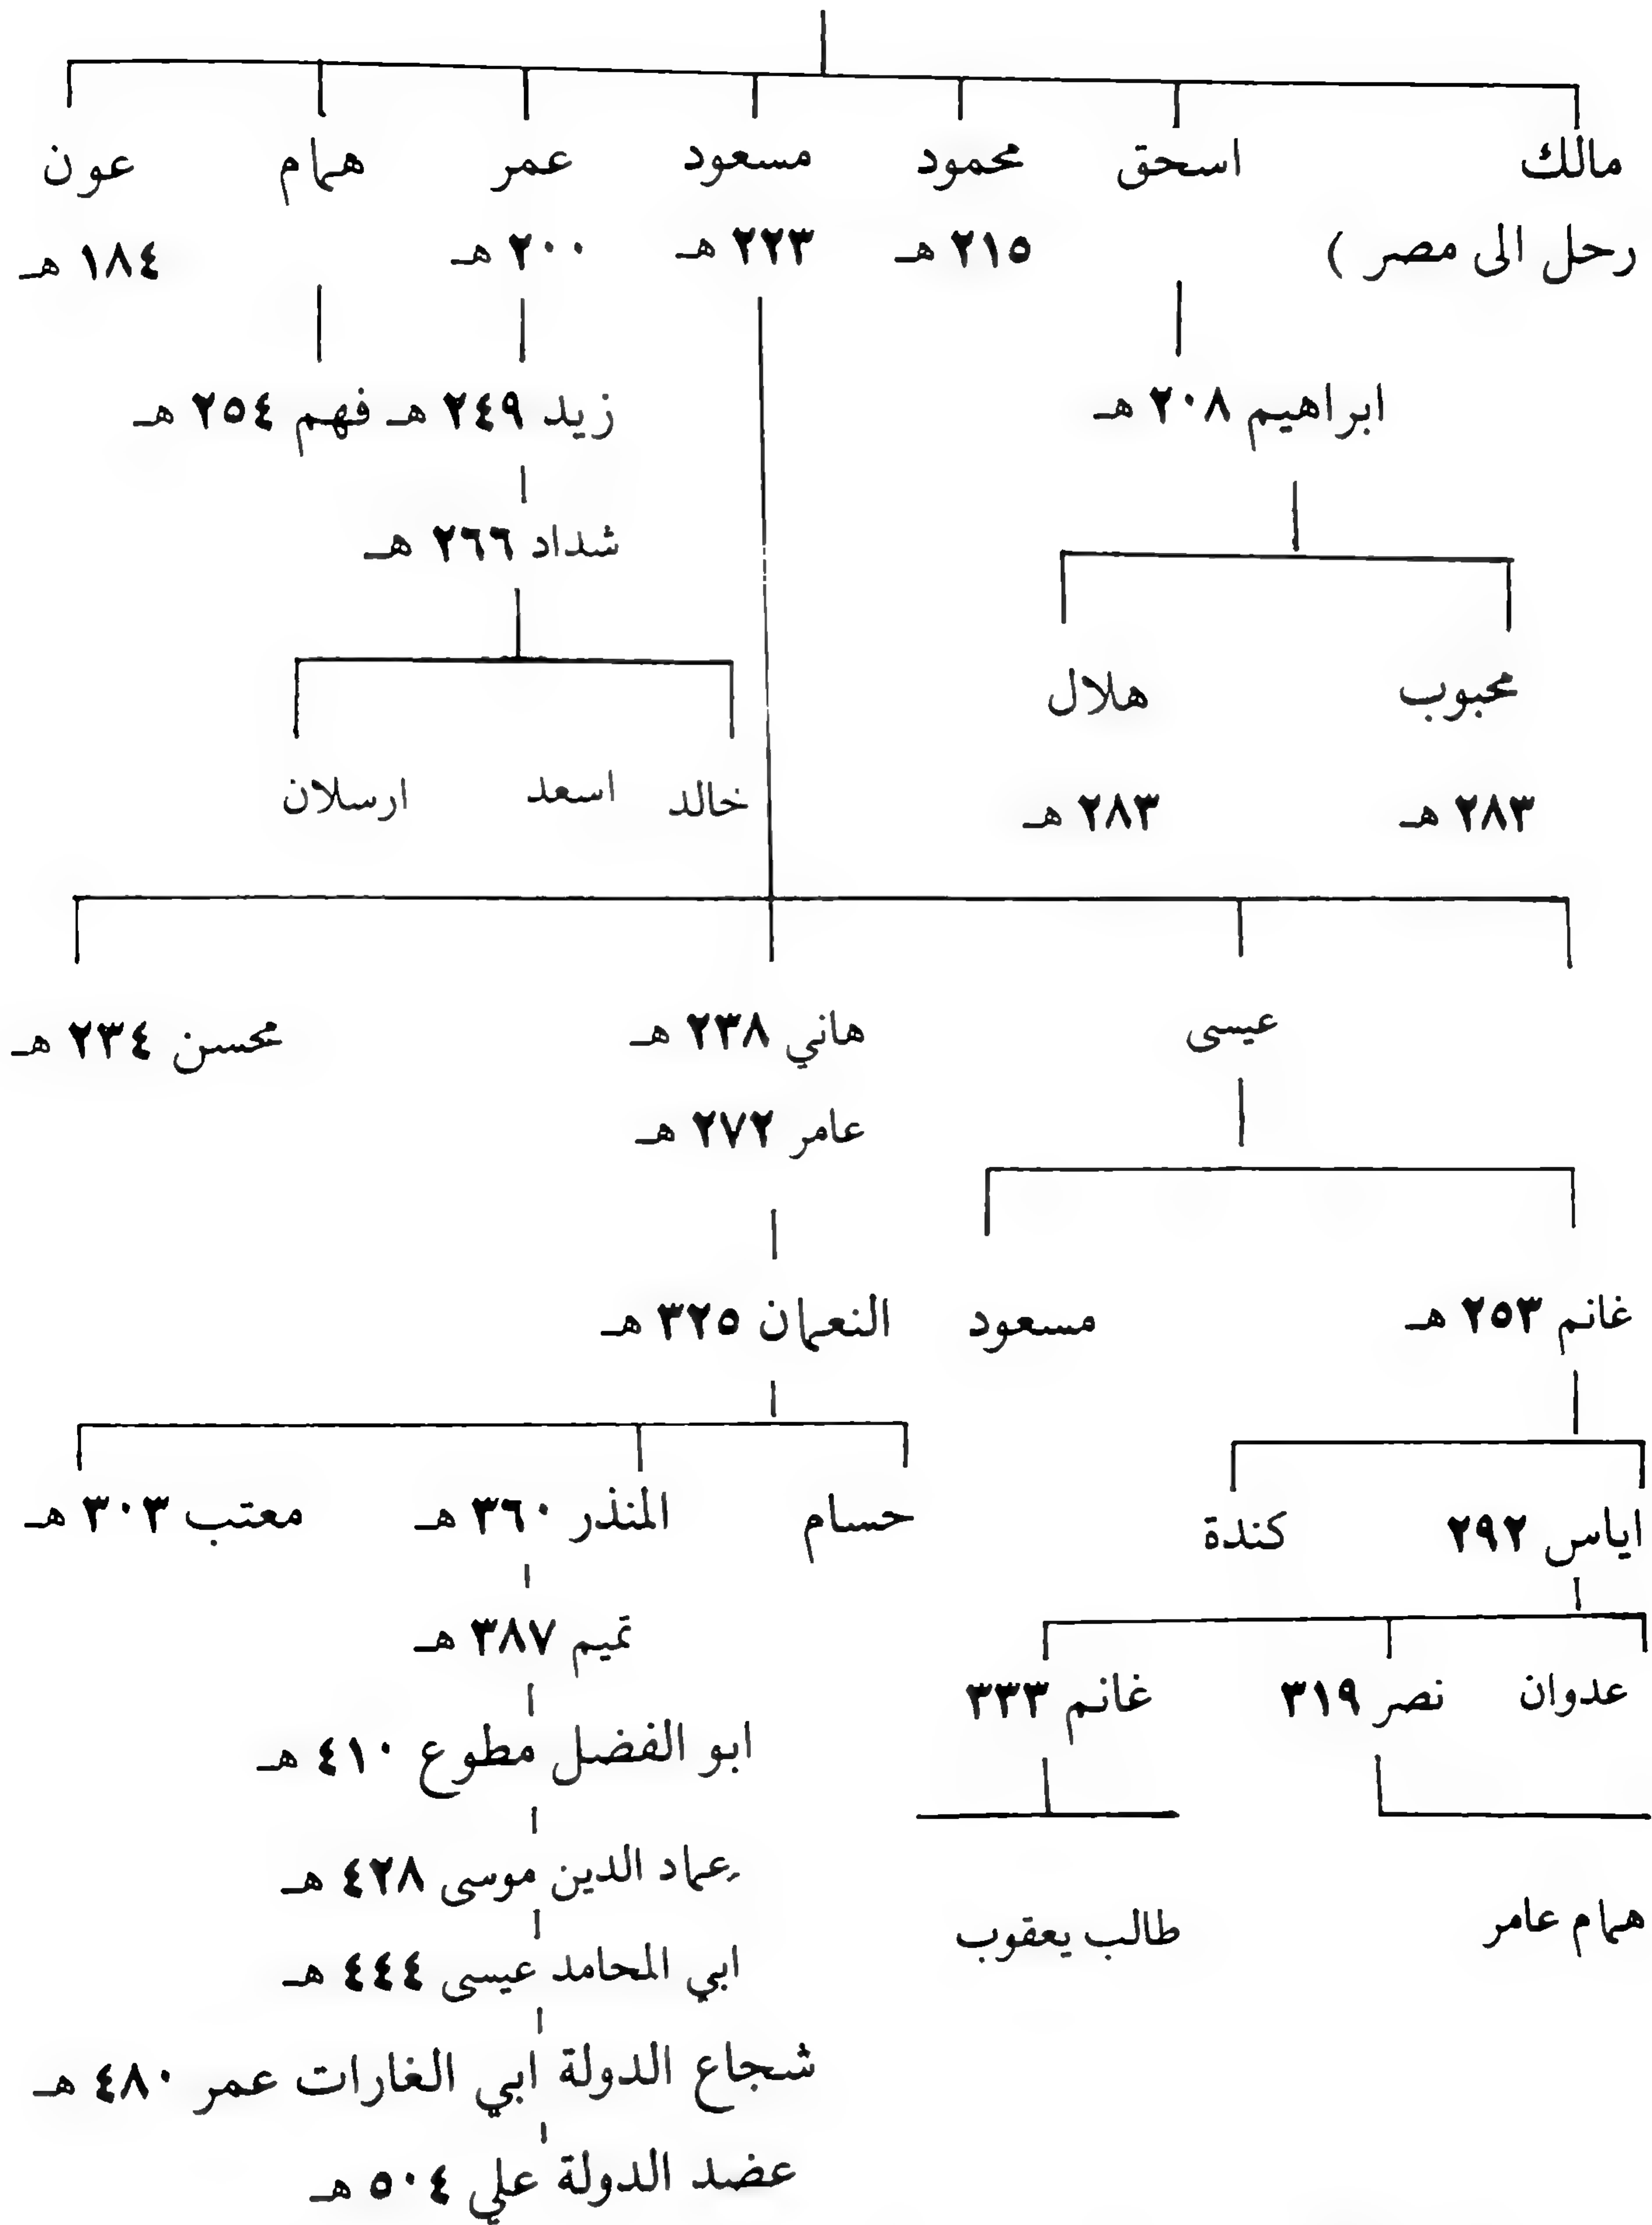 مالك اسحق محمود مسعود عمر همام عون
رحل الى مصر ) ٢١٥ هـ ٢٢٣ هـ ٢٠٠ هـ ١٨٤ هـ
ابراهيم ٢٠٨ هـ زيد ٢٤٩ هـ فهم ٢٥٤ هـ
شداد ٢٦٦ هـ
محبوب هلال
خالد اسعد ارسلان
٢٨٣ هـ ٢٨٣ هـ
عيسى هاني ٢٣٨ هـ محسن ٢٣٤ هـ
عامر ٢٧٢ هـ
غانم ٢٥٣ هـ مسعود النعمان ٣٢٥ هـ
اياس ٢٩٢ كندة حسام المنذر ٣٦٠ هـ معتب ٣٠٣ هـ
تميم ٣٨٧ هـ
عدوان نصر ٣١٩ غانم ٣٣٣
ابو الفضل مطوع ٤١٠ هـ
عماد الدين موسى ٤٢٨ هـ
همام عامر طالب يعقوب
ابي المحامد عيسى ٤٤٤ هـ
شجاع الدولة ابي الغارات عمر ٤٨٠ هـ
عضد الدولة علي ٥٠٤ هـ